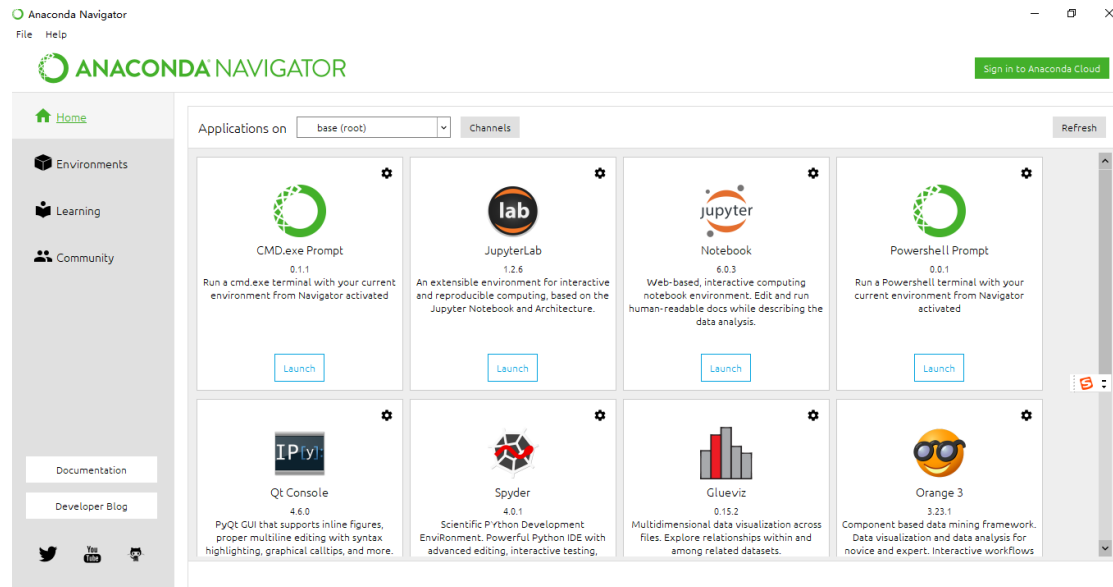 Anaconda Navigator
File Help
ANACONDA NAVIGATOR
Sign in to Anaconda Cloud
Home
Environments
Learning
Community
Documentation
Developer Blog
You
Tube
Applications on base (root) Channels Refresh
CMD.exe Prompt
0.1.1
Run a cmd.exe terminal with your current
environment from Navigator activated
Launch
lab
JupyterLab
1.2.6
An extensible environment for interactive
and reproducible computing, based on the
Jupyter Notebook and Architecture.
Launch
jupyter
Notebook
6.0.3
Web-based, interactive computing
notebook environment. Edit and run
human-readable docs while describing the
data analysis.
Launch
Powershell Prompt
0.0.1
Run a Powershell terminal with your
current environment from Navigator
activated
Launch
IP[y]:
Qt Console
4.6.0
PyQt GUI that supports inline figures,
proper multiline editing with syntax
highlighting, graphical calltips, and more.
Spyder
4.0.1
Scientific PYthon Development
EnviRonment. Powerful Python IDE with
advanced editing, interactive testing,
Glueviz
0.15.2
Multidimensional data visualization across
files. Explore relationships within and
among related datasets.
Orange 3
3.23.1
Component based data mining framework.
Data visualization and data analysis for
novice and expert. Interactive workflows
S